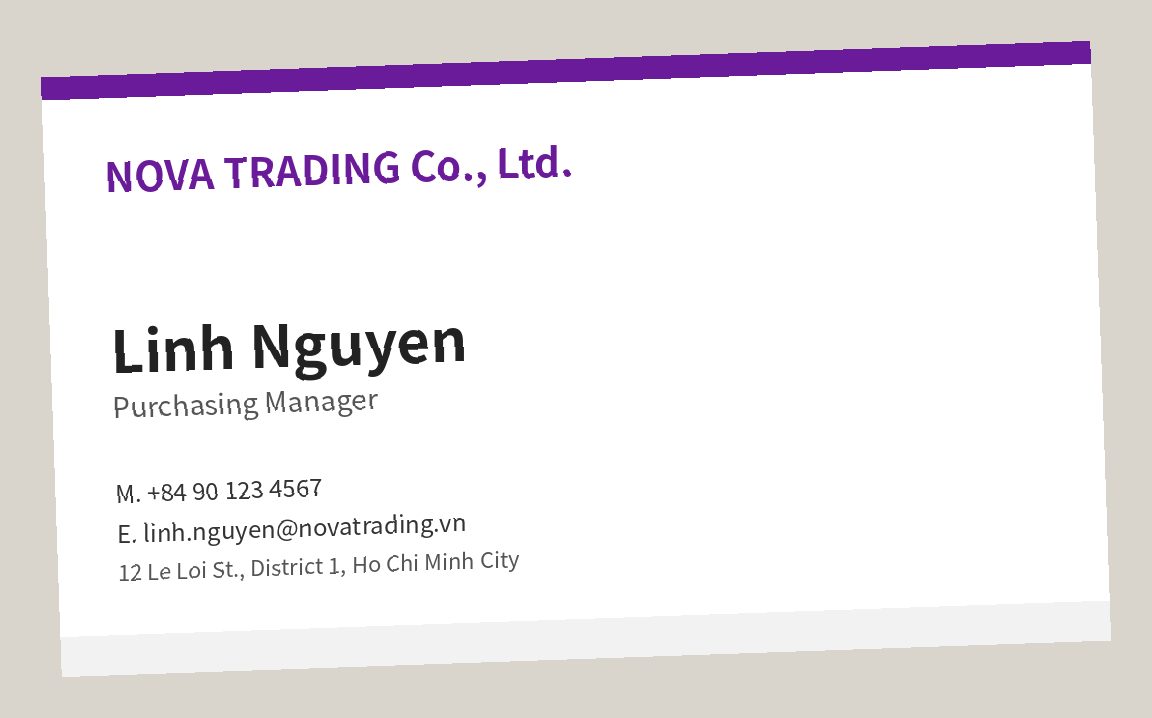 NOVA TRADING Co., Ltd.
Linh Nguyen
Purchasing Manager
M. +84 90 123 4567
E. linh.nguyen@novatrading.vn
12 Le Loi St., District 1, Ho Chi Minh City